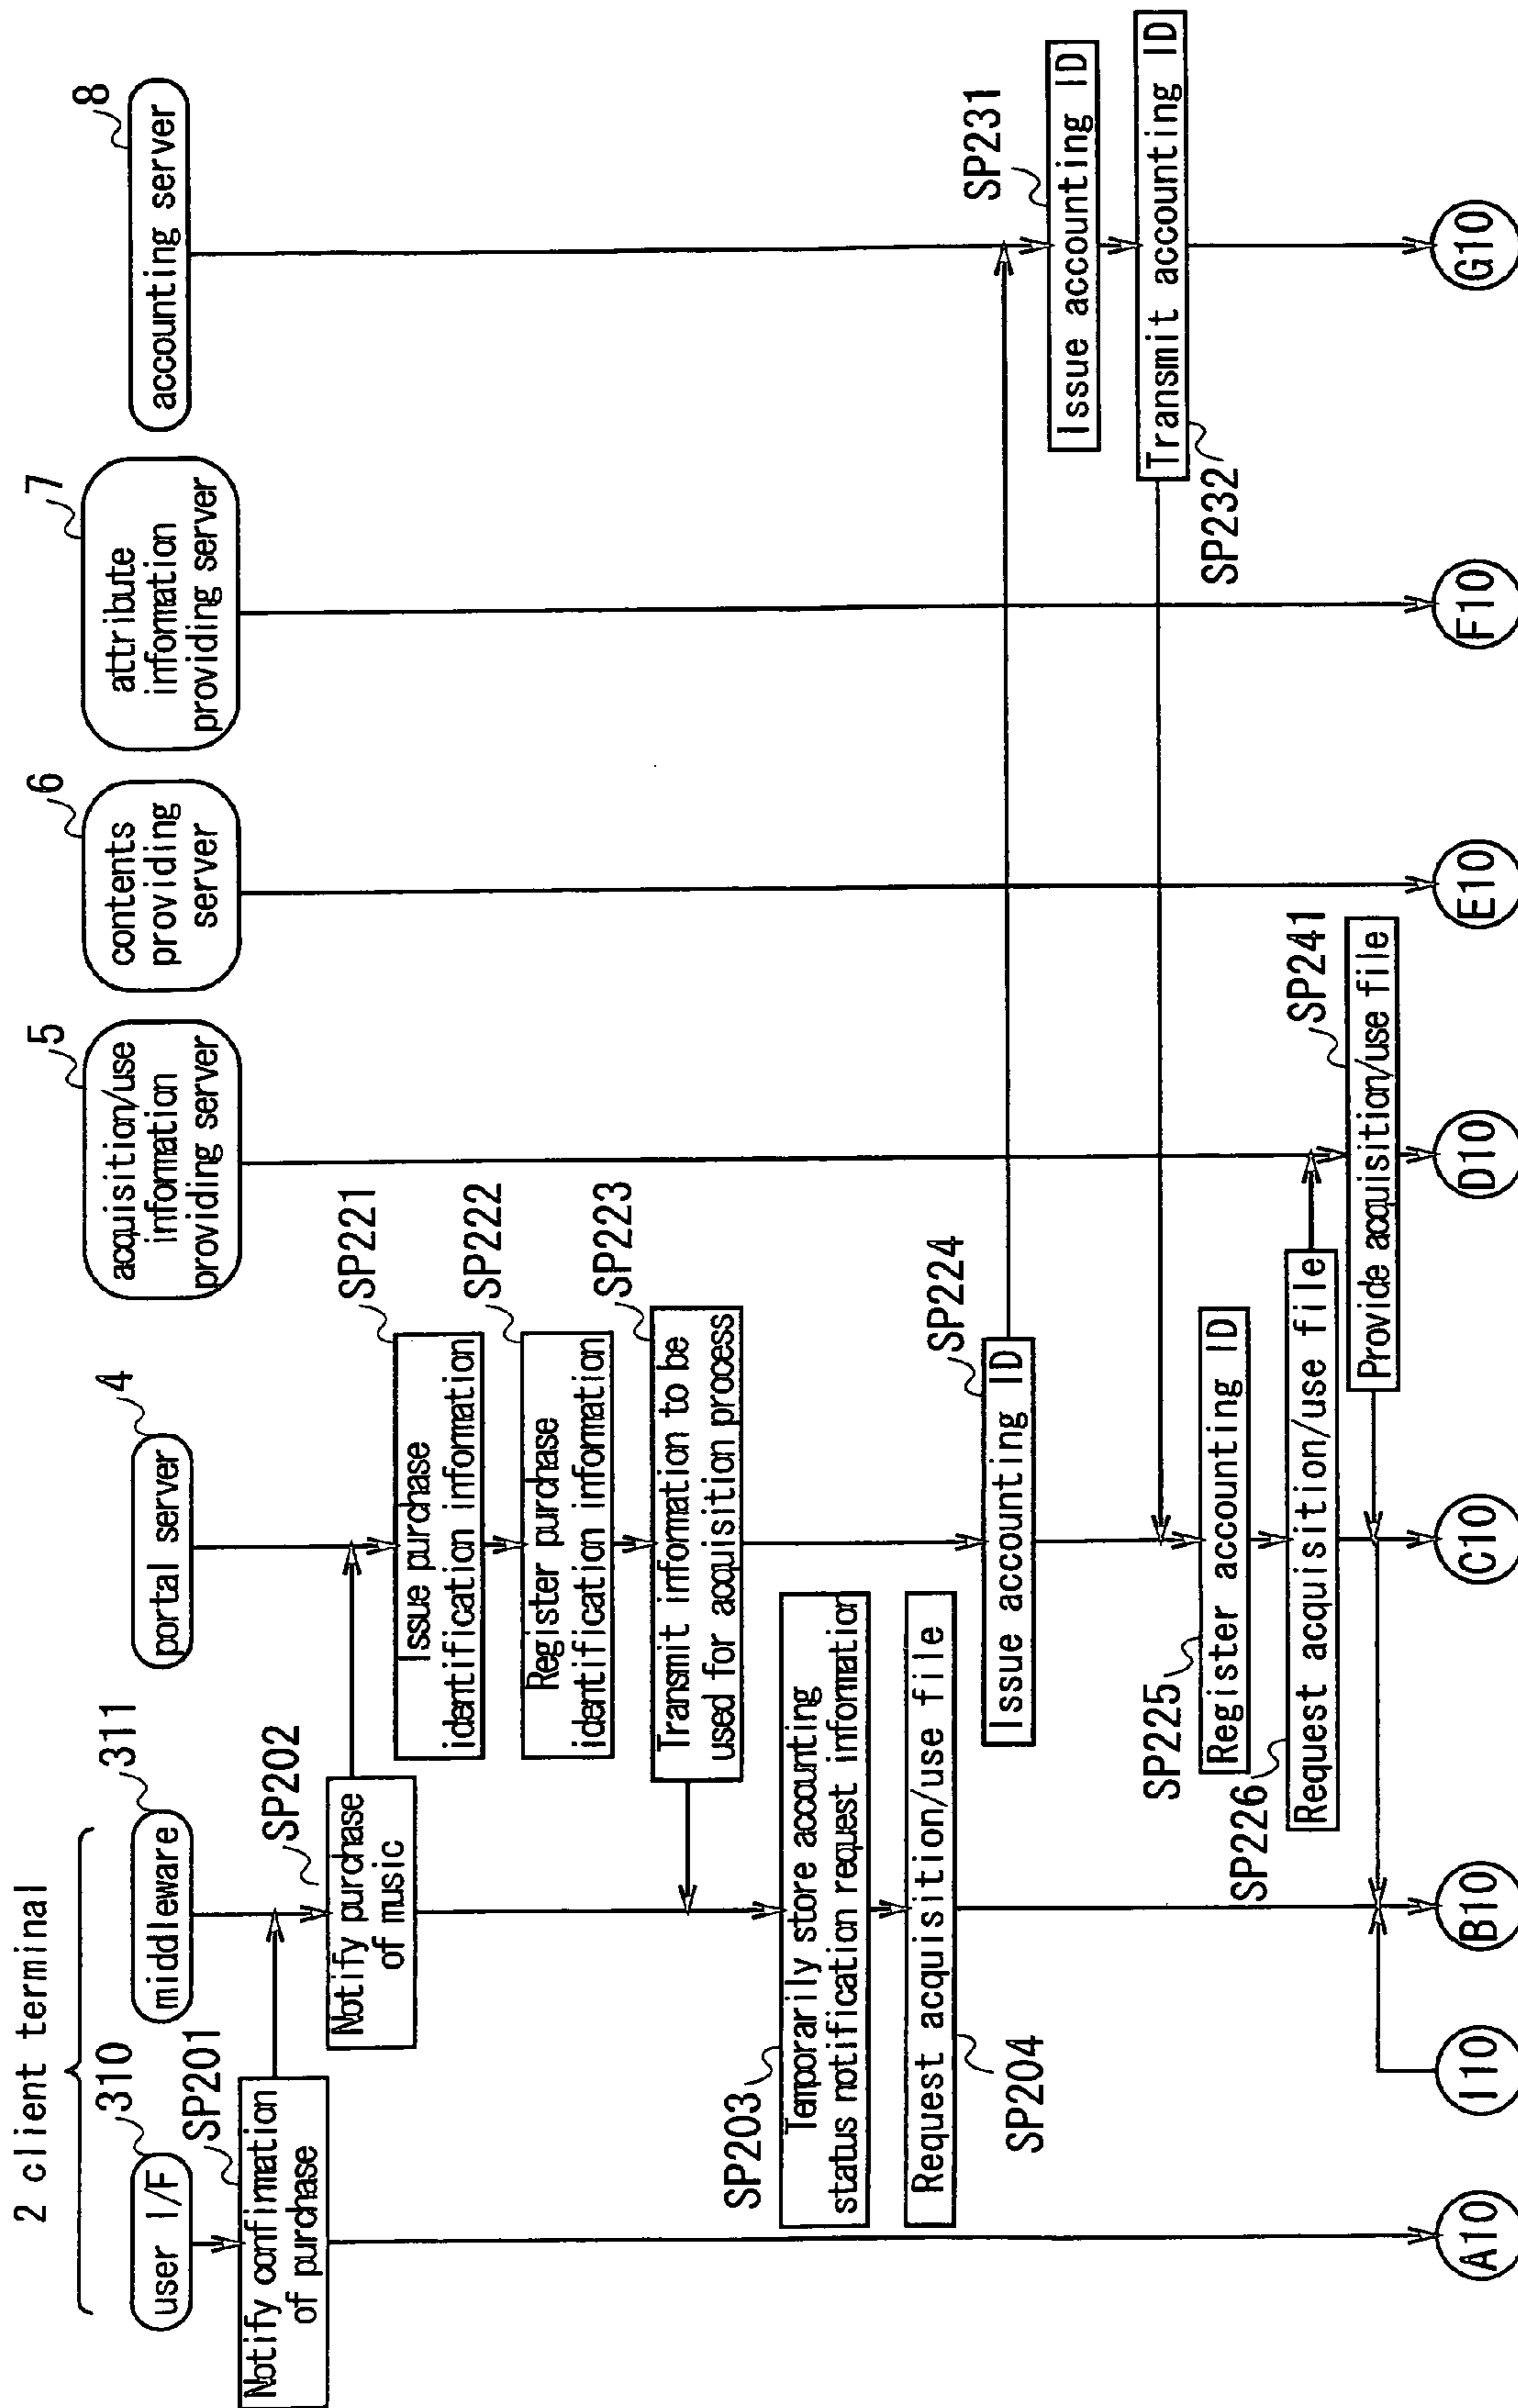 2 client terminal
310
311
4
5
6
7
8
user I/F
middleware
portal server
acquisition/use
information
providing server
contents
providing
server
attribute
information
providing server
accounting server
SP201
Notify confirmation
of purchase
SP202
Notify purchase
of music
SP221
Issue purchase
identification information
SP222
Register purchase
identification information
SP223
Transmit information to be
used for acquisition process
SP203
Temporarily store accounting
status notification request information
Request acquisition/use file
SP204
SP224
Issue accounting ID
SP231
Issue accounting ID
Transmit accounting ID
SP232
SP225
Register accounting ID
SP226
Request acquisition/use file
SP241
Provide acquisition/use file
A10
I10
B10
C10
D10
E10
F10
G10